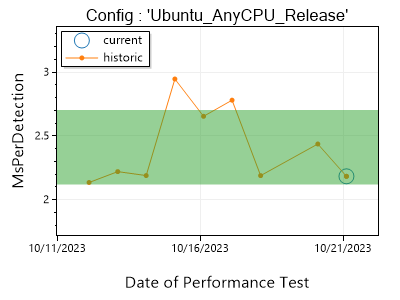 Config : 'Ubuntu_AnyCPU_Release'
current
historic
3
2.5
2
MsPerDetection
10/11/2023 10/16/2023 10/21/2023
Date of Performance Test